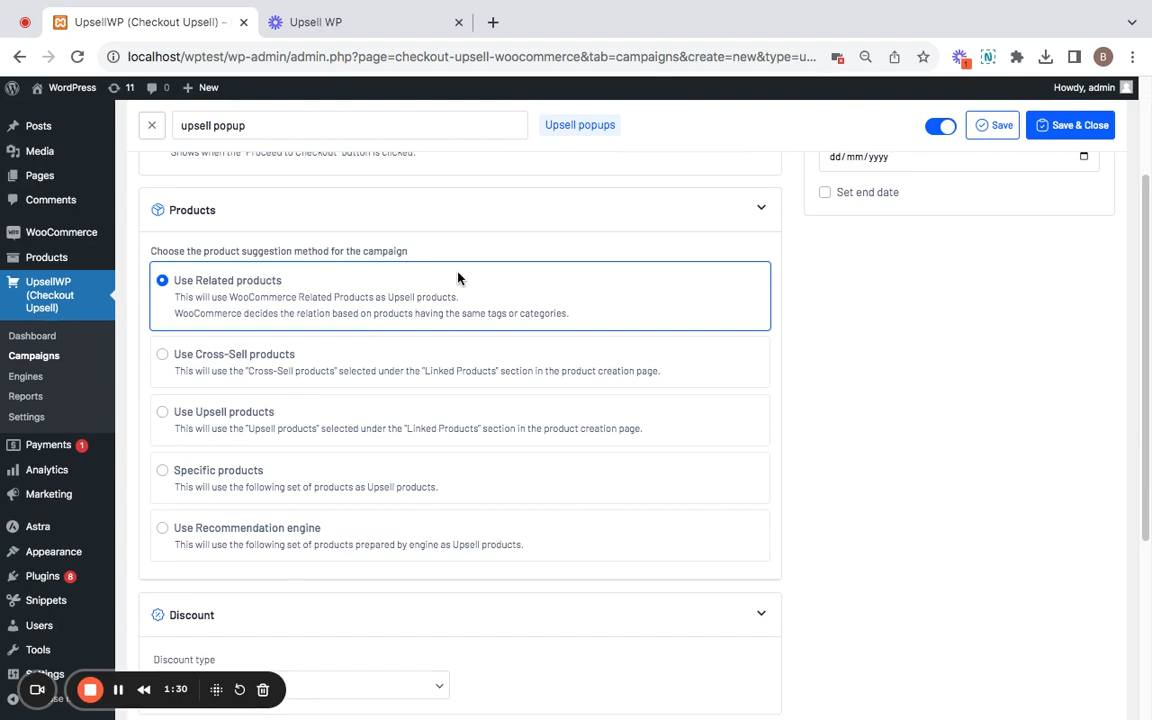 UpsellWP (Checkout Upsell) –
Upsell WP
localhost/wptest/wp-admin/admin.php?page=checkout-upsell-woocommerce&tab=campaigns&create=new&type=u...
1
B
WordPress
11
0
New
Howdy, admin
Posts
Media
Pages
Comments
WooCommerce
Products
UpsellWP
(Checkout
Upsell)
Dashboard
Campaigns
Engines
Reports
Settings
Payments 1
Analytics
Marketing
Astra
Appearance
Plugins 8
Snippets
Users
Tools
Settings
upsell popup
Upsell popups
Save
Save & Close
Shows when the "Proceed to Checkout" button is clicked.
dd/mm/yyyy
Set end date
Products
Choose the product suggestion method for the campaign
Use Related products
This will use WooCommerce Related Products as Upsell products.
WooCommerce decides the relation based on products having the same tags or categories.
Use Cross-Sell products
This will use the "Cross-Sell products" selected under the "Linked Products" section in the product creation page.
Use Upsell products
This will use the "Upsell products" selected under the "Linked Products" section in the product creation page.
Specific products
This will use the following set of products as Upsell products.
Use Recommendation engine
This will use the following set of products prepared by engine as Upsell products.
Discount
Discount type
1:30